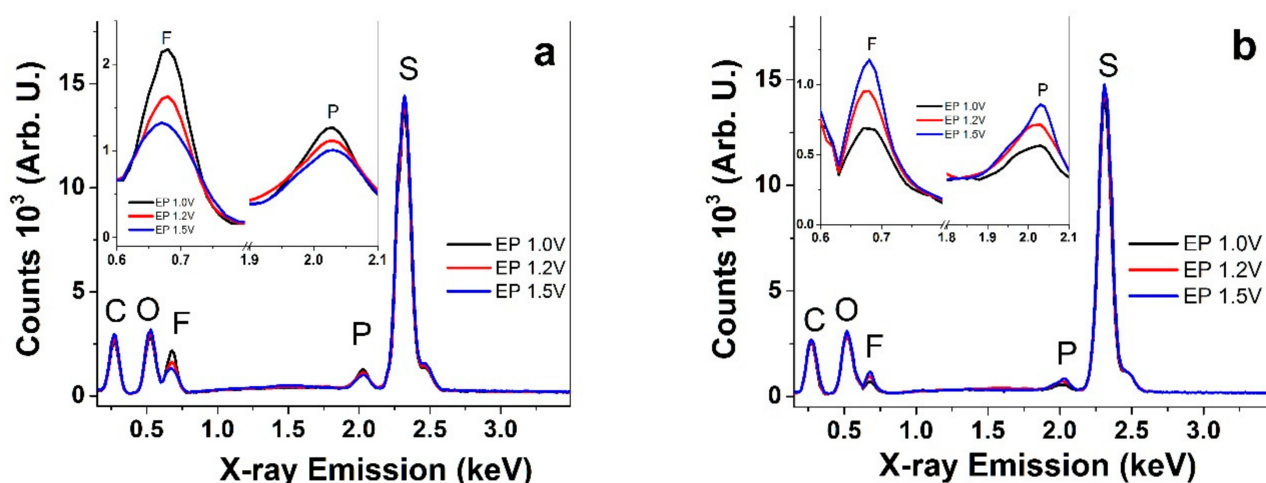 a
Counts 10³ (Arb. U.)
15
10
5
0
0.5 1.0 1.5 2.0 2.5 3.0
X-ray Emission (keV)
C O F P S
EP 1.0V
EP 1.2V
EP 1.5V
2
1
0
0.6 0.7 1.9 2.0 2.1
F
P
EP 1.0V
EP 1.2V
EP 1.5V
b
Counts 10³ (Arb. U.)
15
10
5
0
0.5 1.0 1.5 2.0 2.5 3.0
X-ray Emission (keV)
C O F P S
EP 1.0V
EP 1.2V
EP 1.5V
1.0
0.5
0.0
0.6 0.7 1.8 1.9 2.0 2.1
F
P
EP 1.0V
EP 1.2V
EP 1.5V